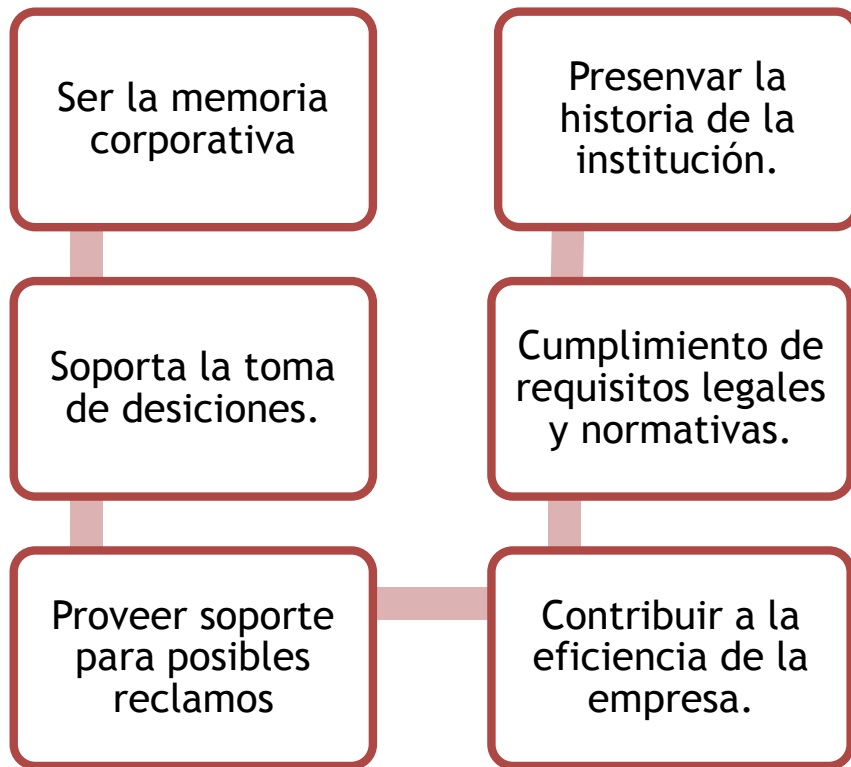 Ser la memoria
corporativa
Soporta la toma
de desiciones.
Proveer soporte
para posibles
reclamos
Contribuir a la
eficiencia de la
empresa.
Cumplimiento de
requisitos legales
y normativas.
Presenvar la
historia de la
institución.